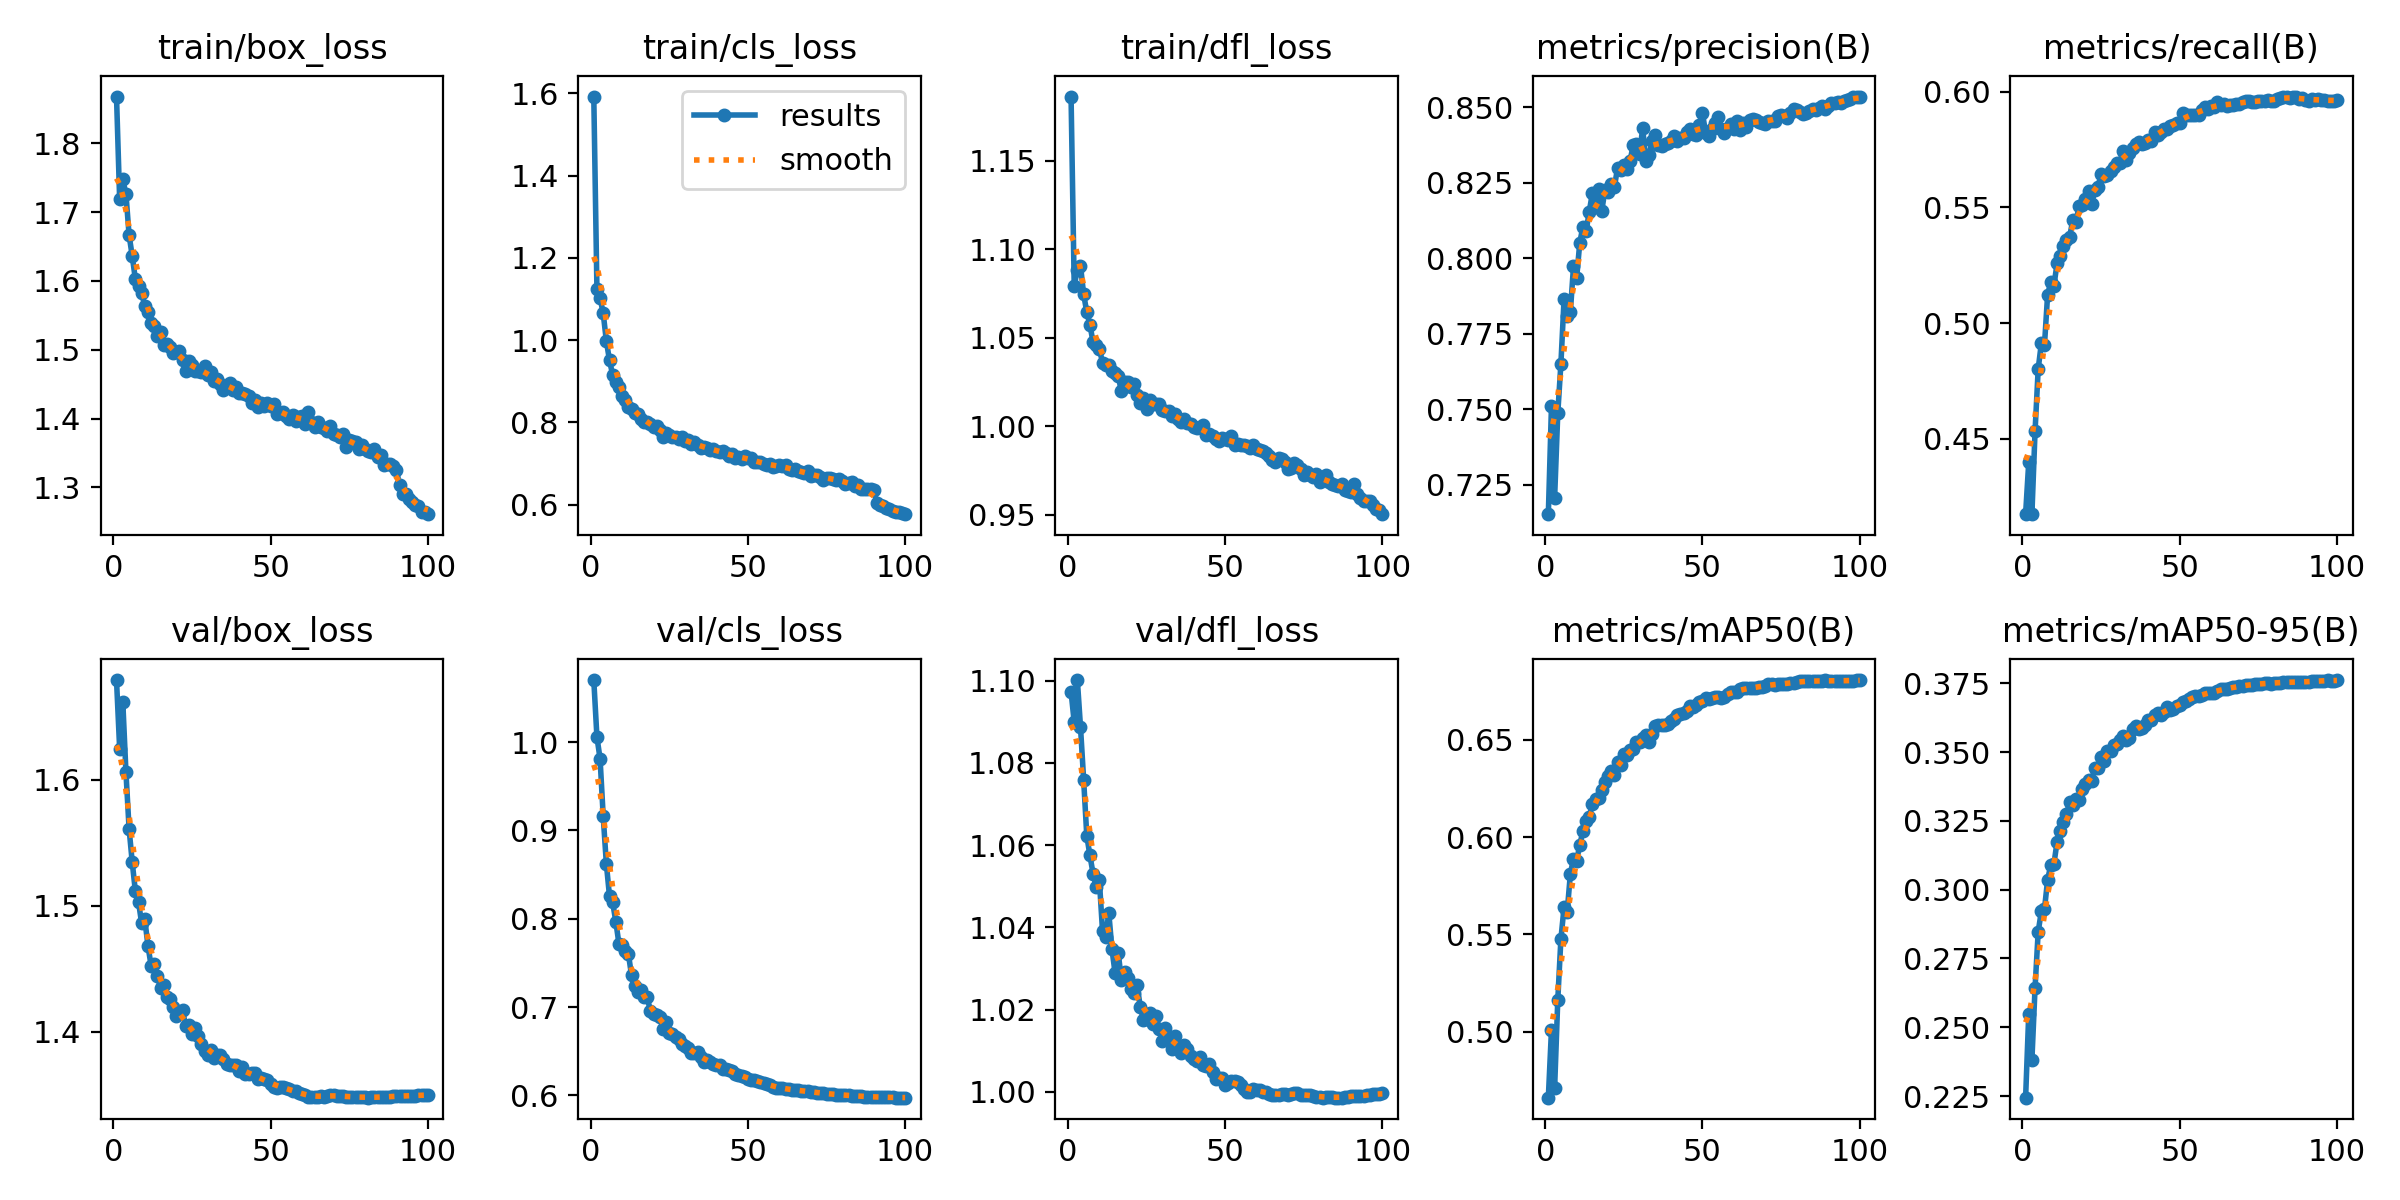 train/box_loss
1.8
1.7
1.6
1.5
1.4
1.3
0 50 100
train/cls_loss
results
smooth
1.6
1.4
1.2
1.0
0.8
0.6
0 50 100
train/dfl_loss
1.15
1.10
1.05
1.00
0.95
0 50 100
metrics/precision(B)
0.850
0.825
0.800
0.775
0.750
0.725
0 50 100
metrics/recall(B)
0.60
0.55
0.50
0.45
0 50 100
val/box_loss
1.6
1.5
1.4
0 50 100
val/cls_loss
1.0
0.9
0.8
0.7
0.6
0 50 100
val/dfl_loss
1.10
1.08
1.06
1.04
1.02
1.00
0 50 100
metrics/mAP50(B)
0.65
0.60
0.55
0.50
0 50 100
metrics/mAP50-95(B)
0.375
0.350
0.325
0.300
0.275
0.250
0.225
0 50 100